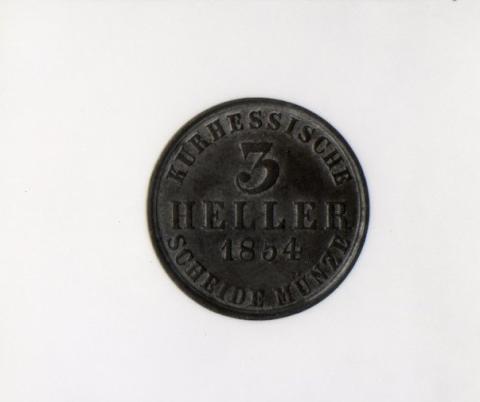 KURHESSISCHE
3
HELLER
1854
SCHEIDE MÜNZE